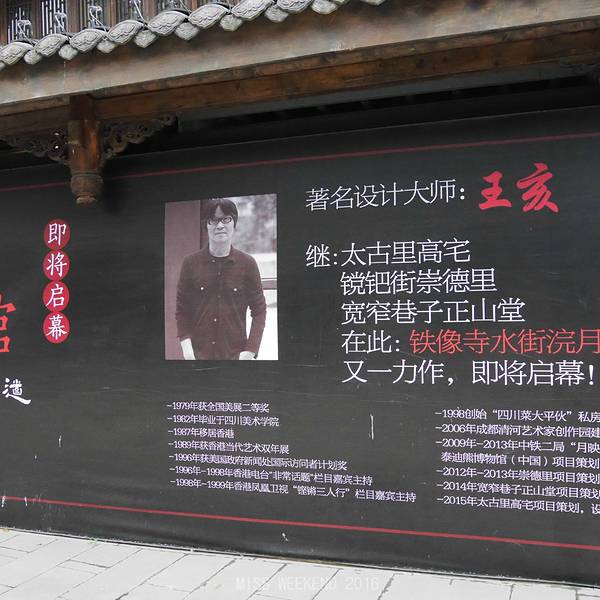 即将启幕
著名设计大师：王亥
继：太古里高宅
镋钯街崇德里
宽窄巷子正山堂
在此：铁像寺水街浣月
又一力作，即将启幕！
-1979年获全国美展二等奖
-1982年毕业于四川美术学院
-1987年移居香港
-1989年获香港当代艺术双年展
-1996年获美国政府新闻处国际访问者计划奖
-1996年-1998年香港电台“非常话题”栏目嘉宾主持
-1998年-1999年香港凤凰卫视“铿锵三人行”栏目嘉宾主持
-1998创始“四川菜大平伙”私房
-2006年成都清河艺术家创作园建
-2009年-2013年中铁二局“月映
泰迪熊博物馆（中国）项目策划
-2012年-2013年崇德里项目策划
-2014年宽窄巷子正山堂项目策划
-2015年太古里高宅项目策划，设
MISS WEEKEND 2016